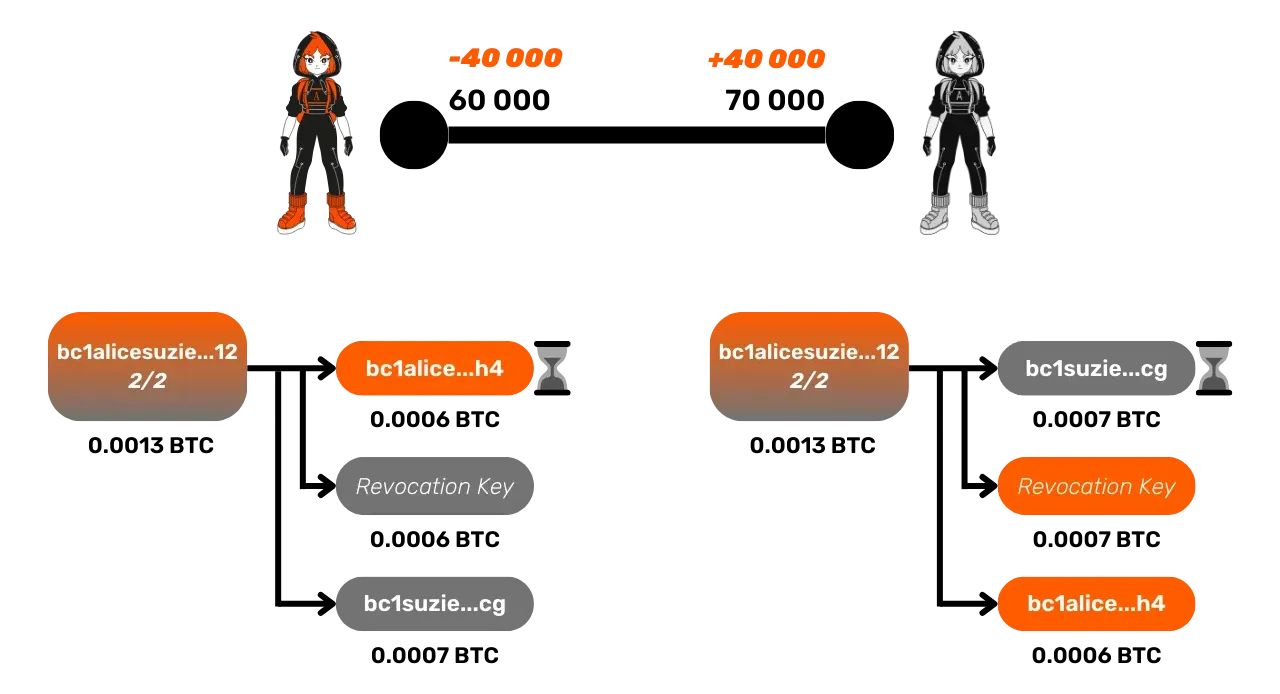 -40 000
+40 000
60 000
70 000
A
A
bc1alicesuzie...12
2/2
0.0013 BTC
bc1alice...h4
0.0006 BTC
Revocation Key
0.0006 BTC
bc1suzie...cg
0.0007 BTC
bc1alicesuzie...12
2/2
0.0013 BTC
bc1suzie...cg
0.0007 BTC
Revocation Key
0.0007 BTC
bc1alice...h4
0.0006 BTC